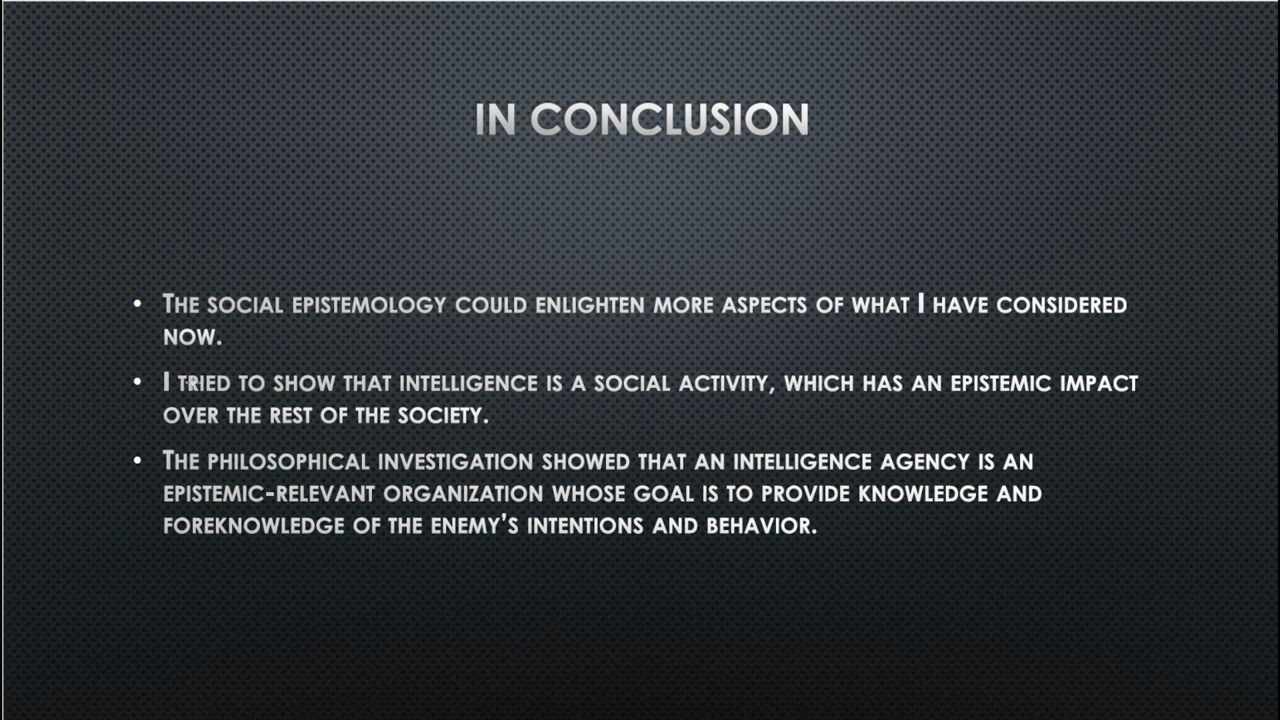 IN CONCLUSION
• The social epistemology could enlighten more aspects of what I have considered
now.
• I tried to show that intelligence is a social activity, which has an epistemic impact
over the rest of the society.
• The philosophical investigation showed that an intelligence agency is an
epistemic-relevant organization whose goal is to provide knowledge and
foreknowledge of the enemy’s intentions and behavior.